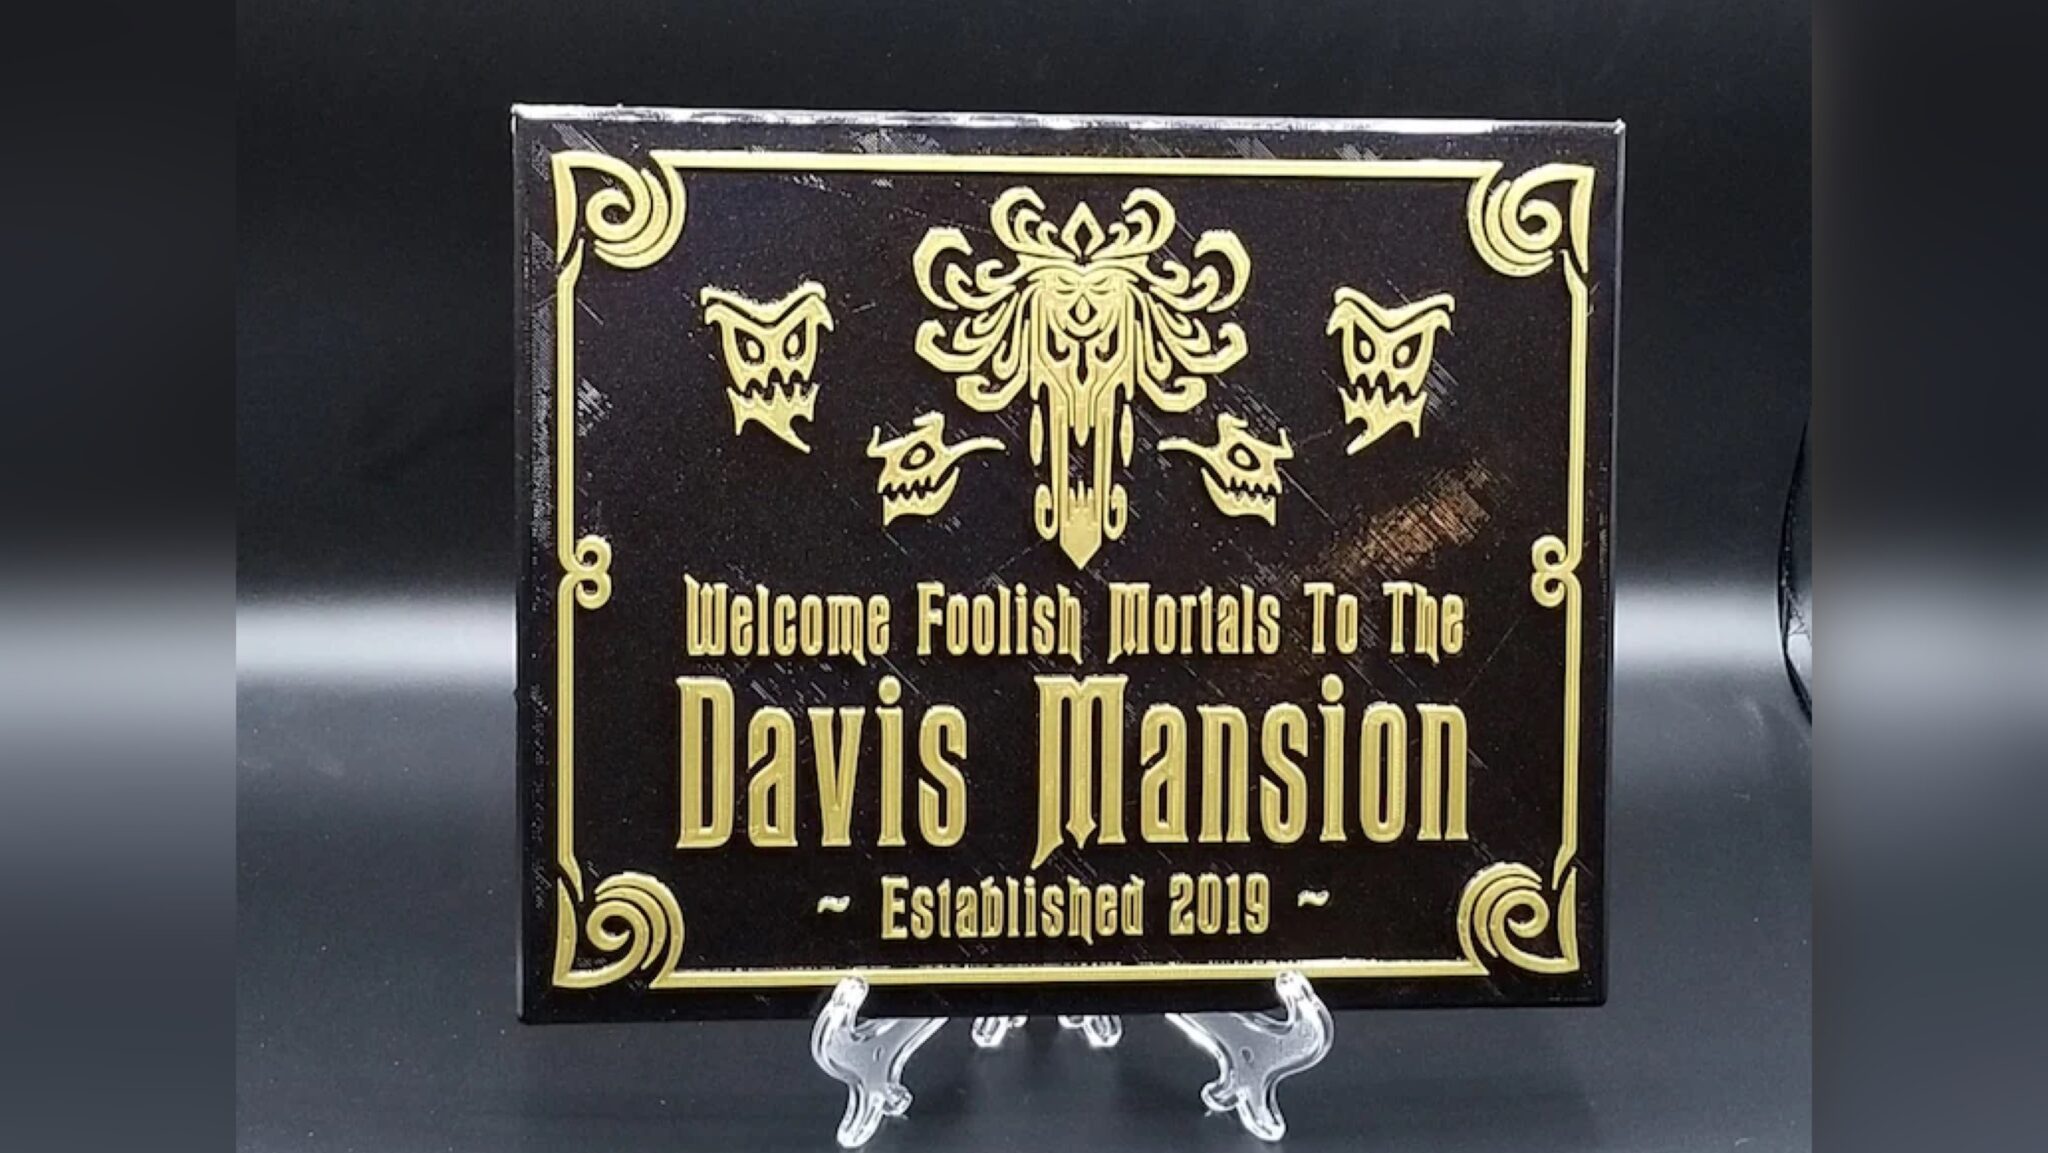 Welcome Foolish Mortals To The
Davis Mansion
~ Established 2019 ~